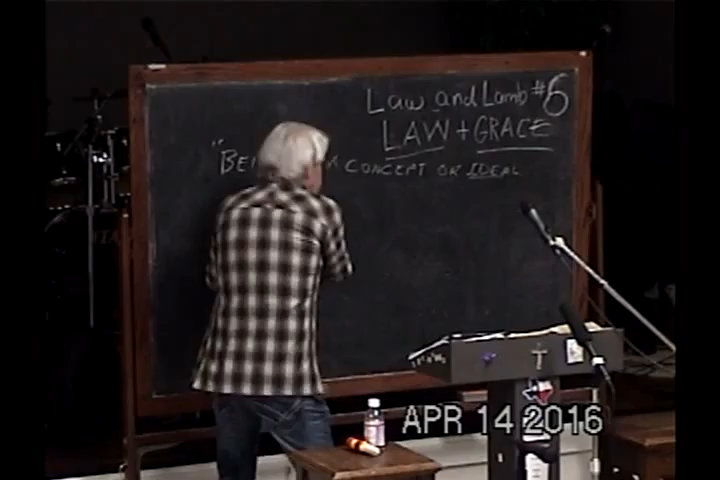 Law and Lamb #6
LAW + GRACE
"BE CONCEPT OR IDEAL
APR 14 2016